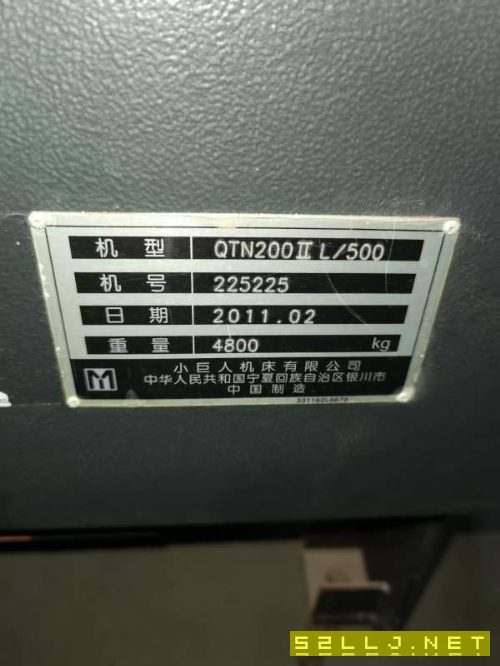 机型 QTN200ⅡL/500
机号 225225
日期 2011.02
重量 4800 kg
小巨人机床有限公司
中华人民共和国宁夏回族自治区银川市
中国制造
52LLJ.NET